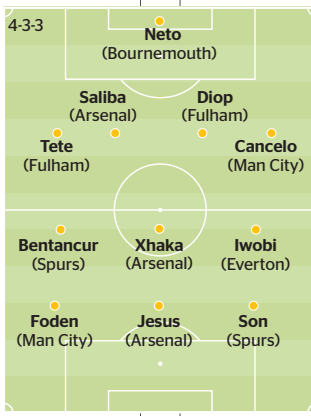 4-3-3
Neto
(Bournemouth)
Saliba
(Arsenal)
Diop
(Fulham)
Tete
(Fulham)
Cancelo
(Man City)
Bentancur
(Spurs)
Xhaka
(Arsenal)
Iwobi
(Everton)
Foden
(Man City)
Jesus
(Arsenal)
Son
(Spurs)